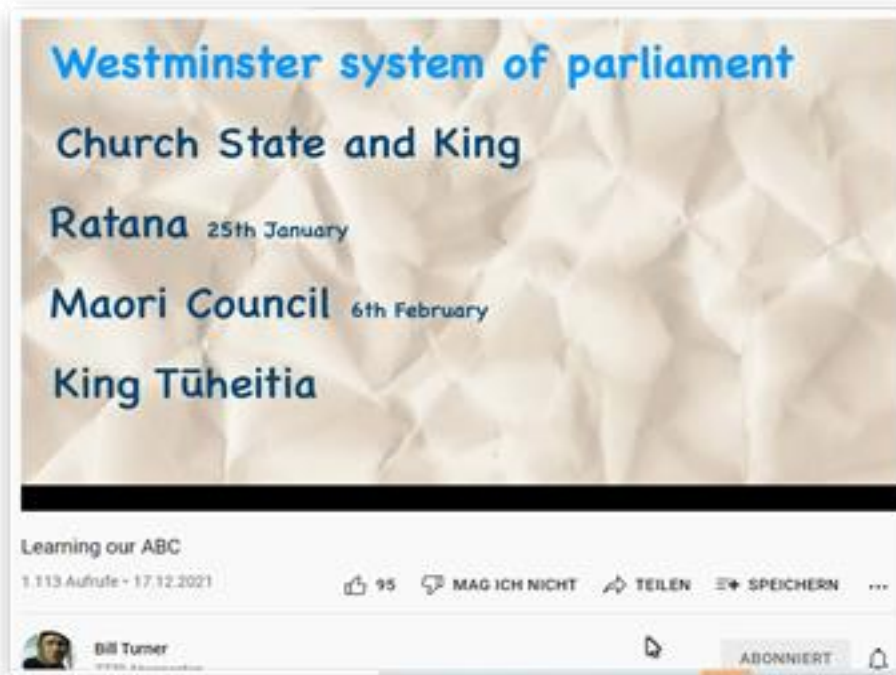 Westminster system of parliament
Church State and King
Ratana 25th January
Maori Council 6th February
King Tūheitia
Learning our ABC
1.113 Aufrufe • 17.12.2021 95 MAG ICH NICHT TEILEN SPEICHERN ...
Bill Turner
ABONNIERT